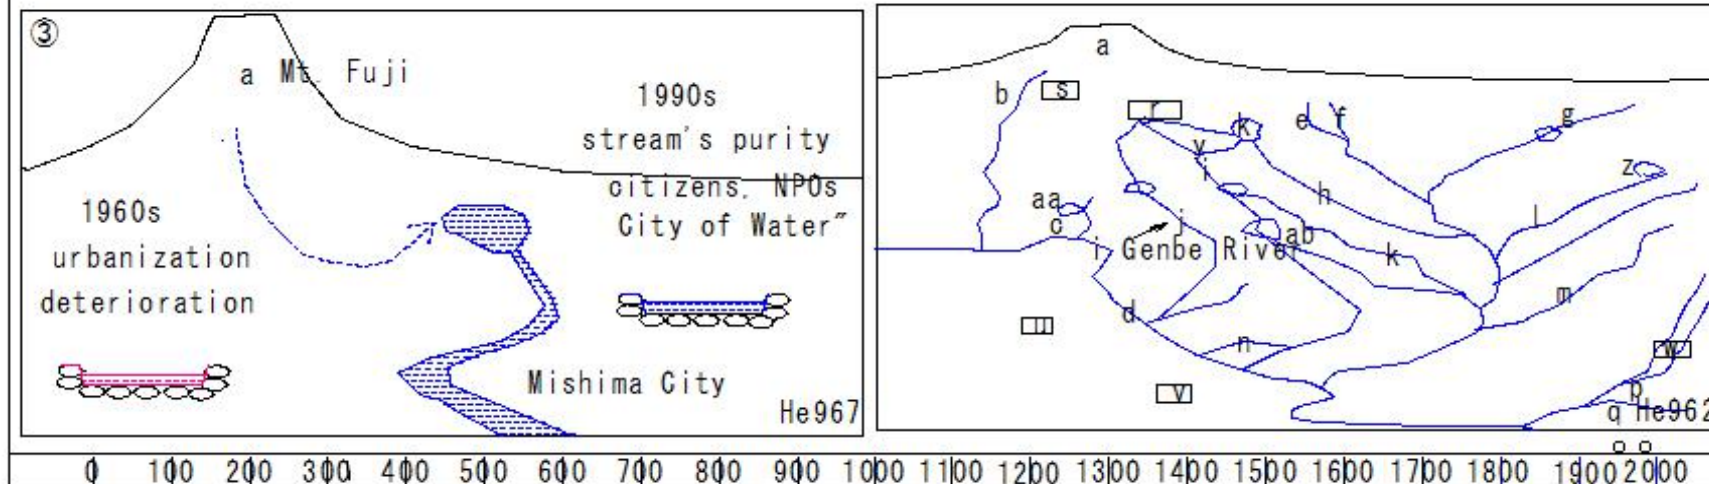 ③
a Mt. Fuji
1990s
stream's purity
citizens, NPOs
City of Water"
1960s
urbanization
deterioration
Mishima City
He967
a
b
s
r
k
e
f
g
y
i
z
aa
h
l
c
j
ab
i
Genbe River
k
d
m
u
n
w
v
p
q
He962
0 100 200 300 400 500 600 700 800 900 1000 1100 1200 1300 1400 1500 1600 1700 1800 1900 2000